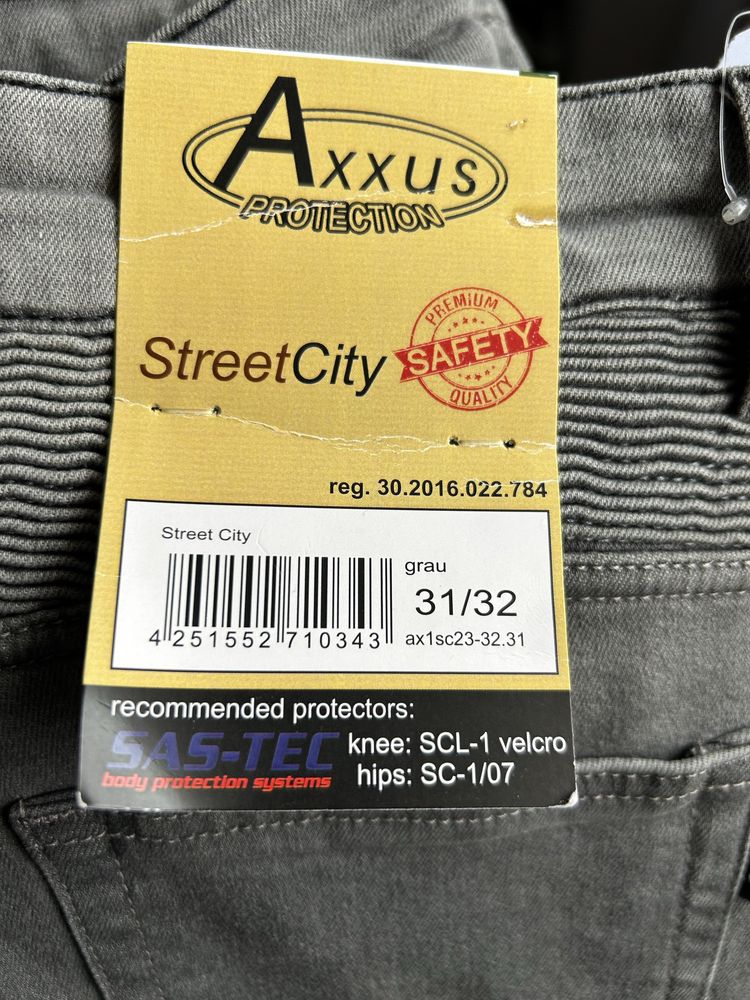 Axxus
PROTECTION
PREMIUM
SAFETY
QUALITY
StreetCity
reg. 30.2016.022.784
Street City
grau
31/32
4 251552 710343
ax1sc23-32.31
recommended protectors:
SAS-TEC
body protection systems
knee: SCL-1 velcro
hips: SC-1/07